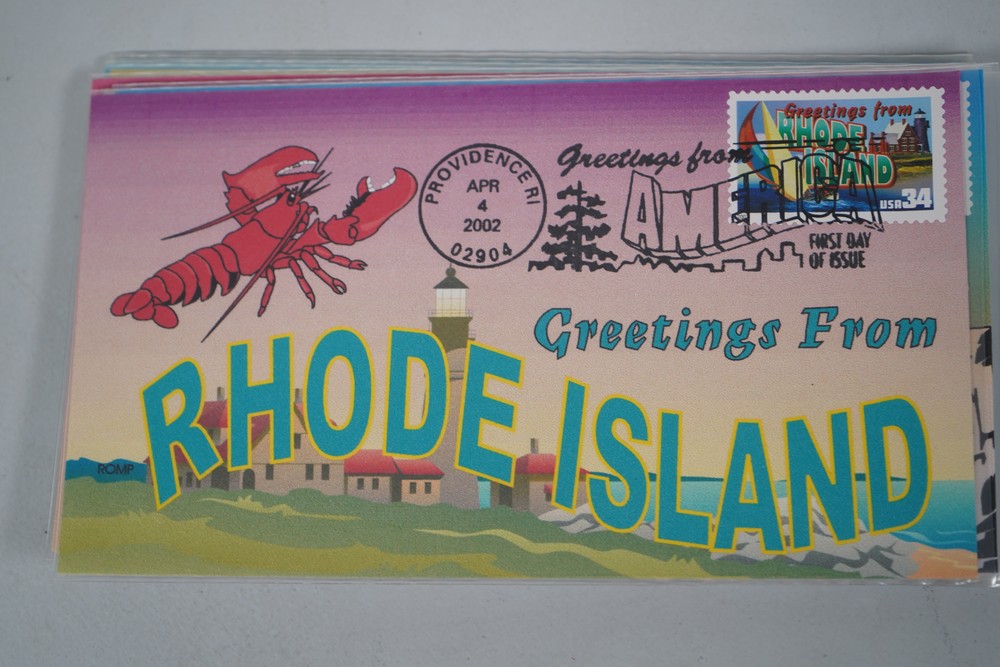 PROVIDENCE RI
APR
4
2002
02904
Greetings from
AMERICA
FIRST DAY
OF ISSUE
Greetings from
RHODE
ISLAND
USA 34
Greetings From
RHODE ISLAND
ROMP